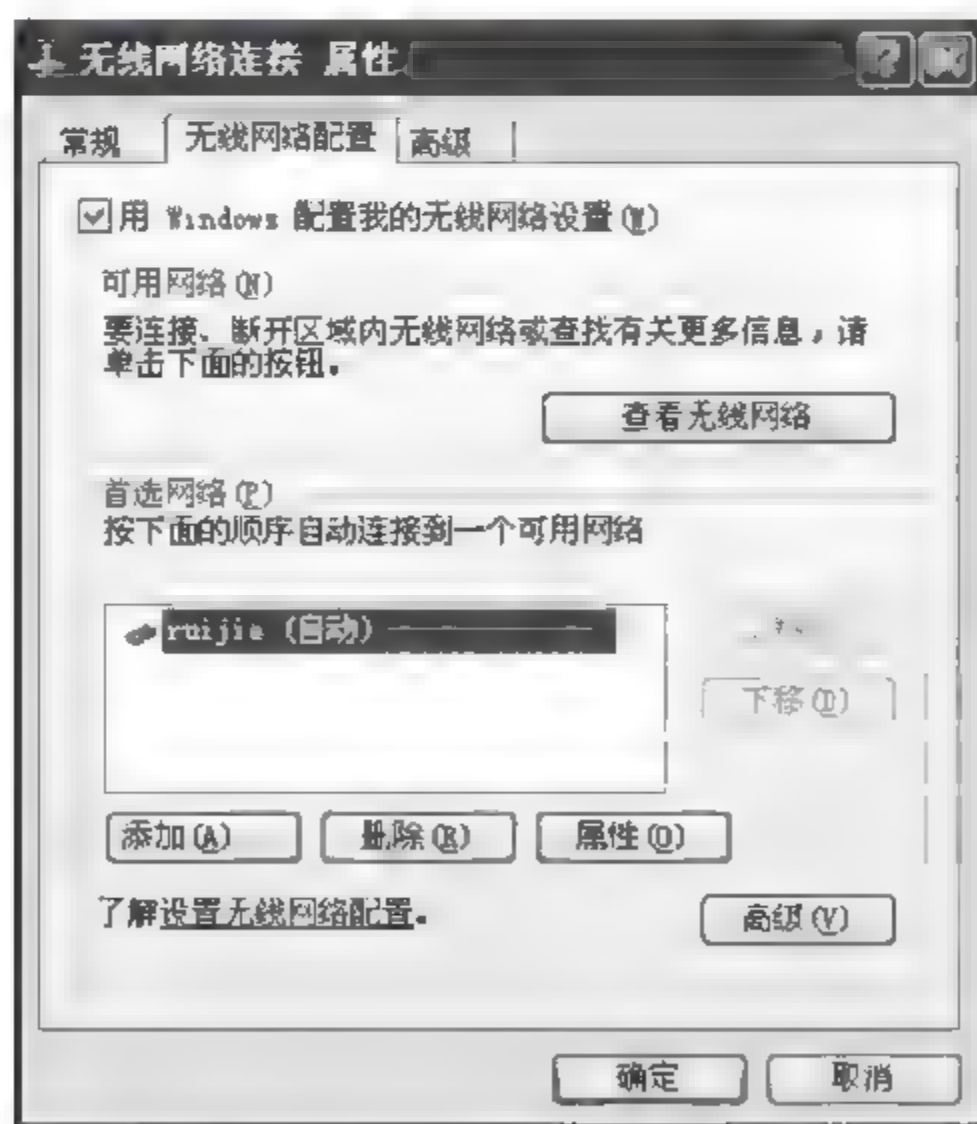 无线网络连接 属性
常规
无线网络配置
高级
用 Windows 配置我的无线网络设置(W)
可用网络(N)
要连接、断开区域内无线网络或查找有关更多信息，请
单击下面的按钮。
查看无线网络
首选网络(P)
按下面的顺序自动连接到一个可用网络
ruijie (自动)
下移(D)
添加(A)
删除(R)
属性(O)
了解设置无线网络配置。
高级(V)
确定
取消